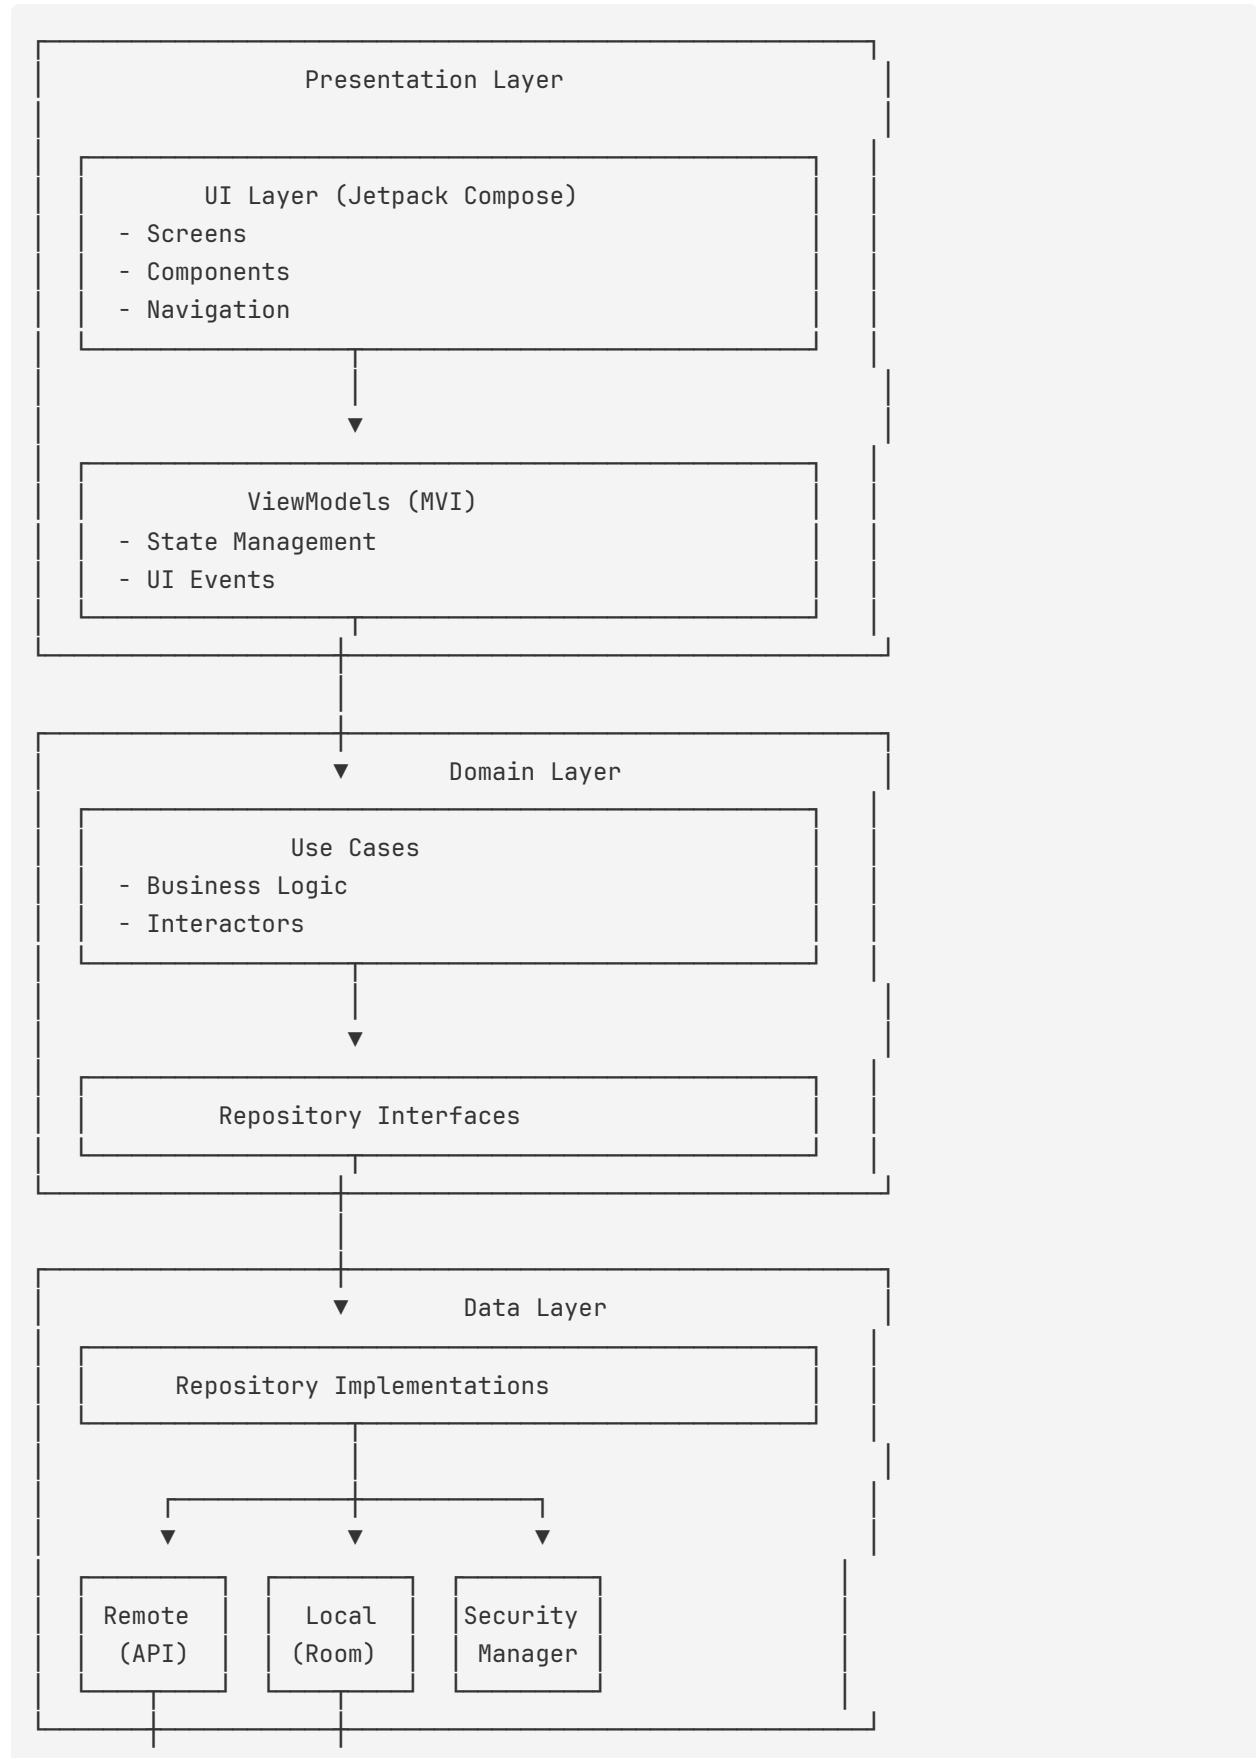 Presentation Layer
UI Layer (Jetpack Compose)
- Screens
- Components
- Navigation
ViewModels (MVI)
- State Management
- UI Events
Domain Layer
Use Cases
- Business Logic
- Interactors
Repository Interfaces
Data Layer
Repository Implementations
Remote Local Security
(API) (Room) Manager